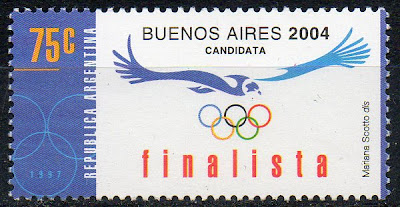 75c
REPUBLICA ARGENTINA
1997
BUENOS AIRES 2004
CANDIDATA
finalista
Mariana Scotto dis